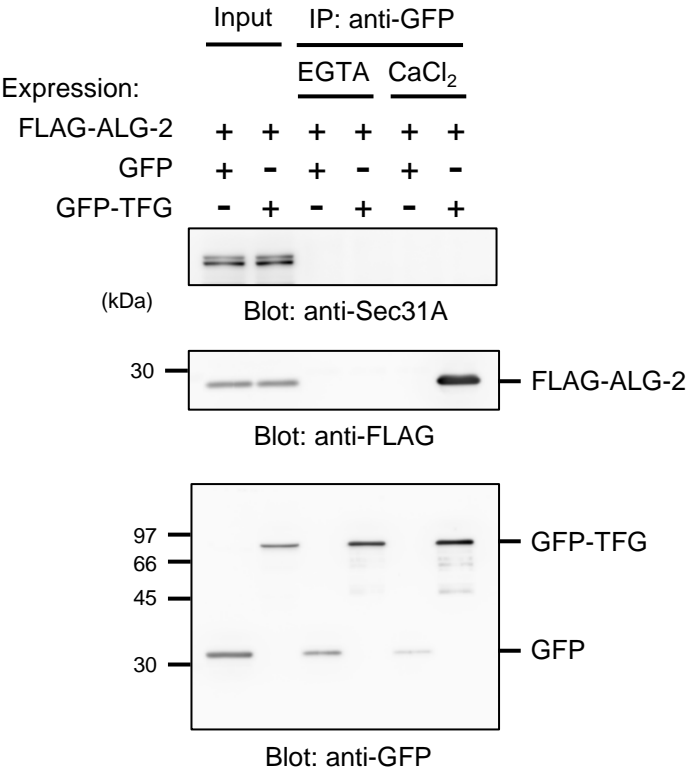 Input IP: anti-GFP
EGTA CaCl₂
Expression:
FLAG-ALG-2 + + + + + +
GFP + - + - + -
GFP-TFG - + - + - +
(kDa)
Blot: anti-Sec31A
30 FLAG-ALG-2
Blot: anti-FLAG
97 GFP-TFG
66
45
30 GFP
Blot: anti-GFP